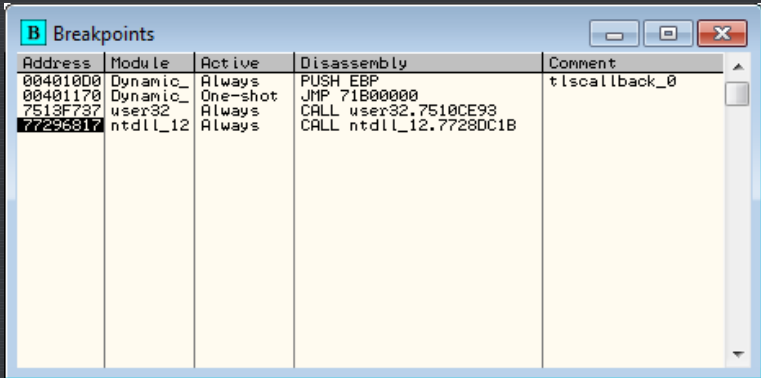 B Breakpoints
Address Module Active Disassembly Comment
004010D0 Dynamic_ Always PUSH EBP tlscallback_0
00401170 Dynamic_ One-shot JMP 71B00000
7513F737 user32 Always CALL user32.7510CE93
77296817 ntdll_12 Always CALL ntdll_12.7728DC1B